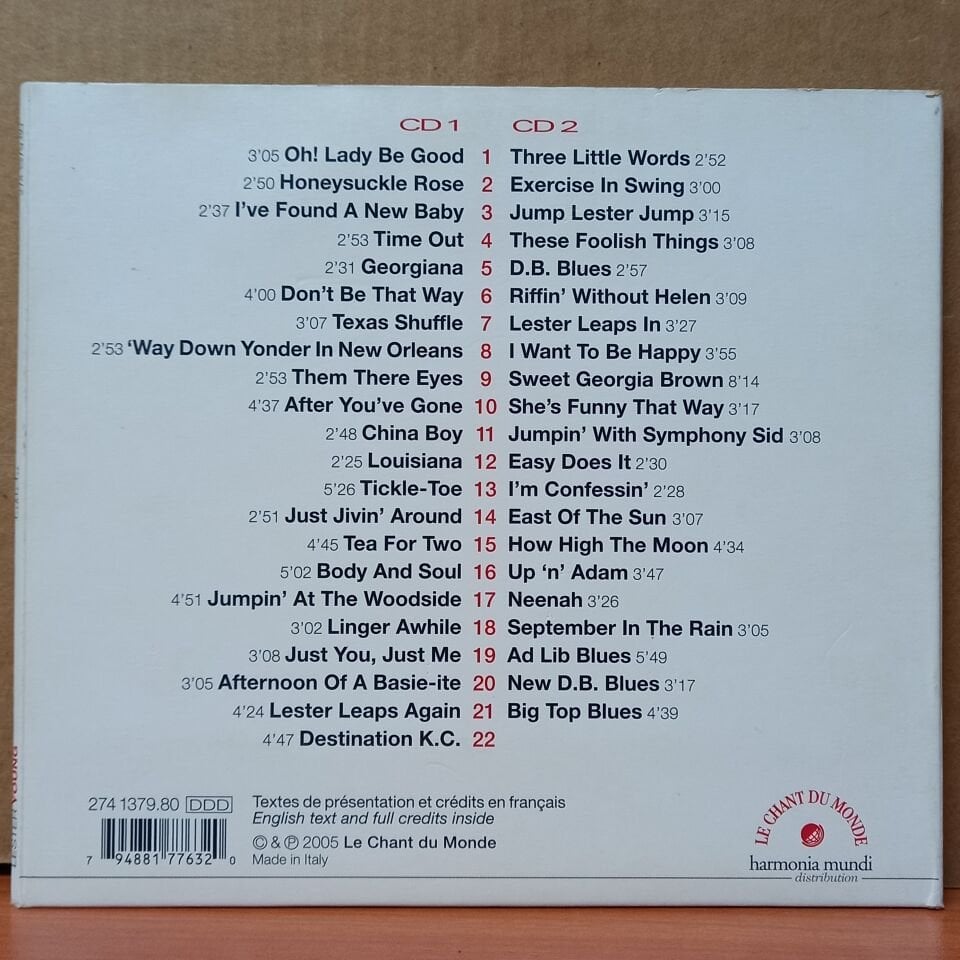 CD 1 CD 2
3'05 Oh! Lady Be Good 1 Three Little Words 2'52
2'50 Honeysuckle Rose 2 Exercise In Swing 3'00
2'37 I've Found A New Baby 3 Jump Lester Jump 3'15
2'53 Time Out 4 These Foolish Things 3'08
2'31 Georgiana 5 D.B. Blues 2'57
4'00 Don't Be That Way 6 Riffin' Without Helen 3'09
3'07 Texas Shuffle 7 Lester Leaps In 3'27
2'53 'Way Down Yonder In New Orleans 8 I Want To Be Happy 3'55
2'53 Them There Eyes 9 Sweet Georgia Brown 8'14
4'37 After You've Gone 10 She's Funny That Way 3'17
2'48 China Boy 11 Jumpin' With Symphony Sid 3'08
2'25 Louisiana 12 Easy Does It 2'30
5'26 Tickle-Toe 13 I'm Confessin' 2'28
2'51 Just Jivin' Around 14 East Of The Sun 3'07
4'45 Tea For Two 15 How High The Moon 4'34
5'02 Body And Soul 16 Up 'n' Adam 3'47
4'51 Jumpin' At The Woodside 17 Neenah 3'26
3'02 Linger Awhile 18 September In The Rain 3'05
3'08 Just You, Just Me 19 Ad Lib Blues 5'49
3'05 Afternoon Of A Basie-ite 20 New D.B. Blues 3'17
4'24 Lester Leaps Again 21 Big Top Blues 4'39
4'47 Destination K.C. 22
274 1379.80 DDD
7 94881 77632 0
Textes de présentation et crédits en français
English text and full credits inside
© & ℗ 2005 Le Chant du Monde
Made in Italy
LE CHANT DU MONDE
harmonia mundi
distribution
LESTER YOUNG